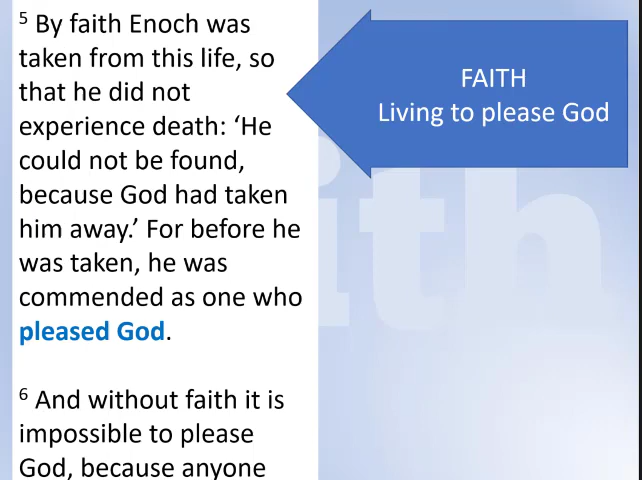 ⁵ By faith Enoch was
taken from this life, so
that he did not
experience death: ‘He
could not be found,
because God had taken
him away.’ For before he
was taken, he was
commended as one who
pleased God.
⁶ And without faith it is
impossible to please
God, because anyone
FAITH
Living to please God
ith